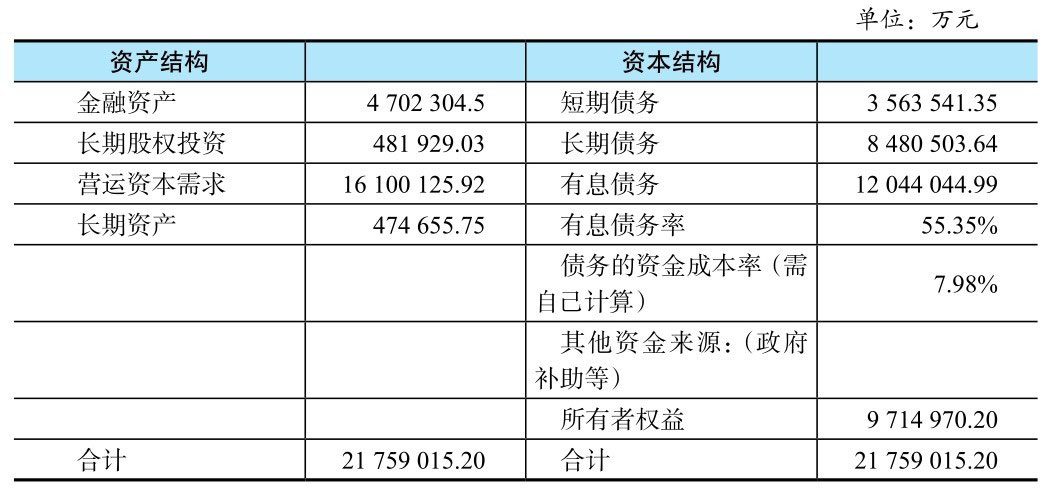 单位：万元
资产结构 资本结构
金融资产 4 702 304.5 短期债务 3 563 541.35
长期股权投资 481 929.03 长期债务 8 480 503.64
营运资本需求 16 100 125.92 有息债务 12 044 044.99
长期资产 474 655.75 有息债务率 55.35%
债务的资金成本率（需
自己计算） 7.98%
其他资金来源：（政府
补助等）
所有者权益 9 714 970.20
合计 21 759 015.20 合计 21 759 015.20